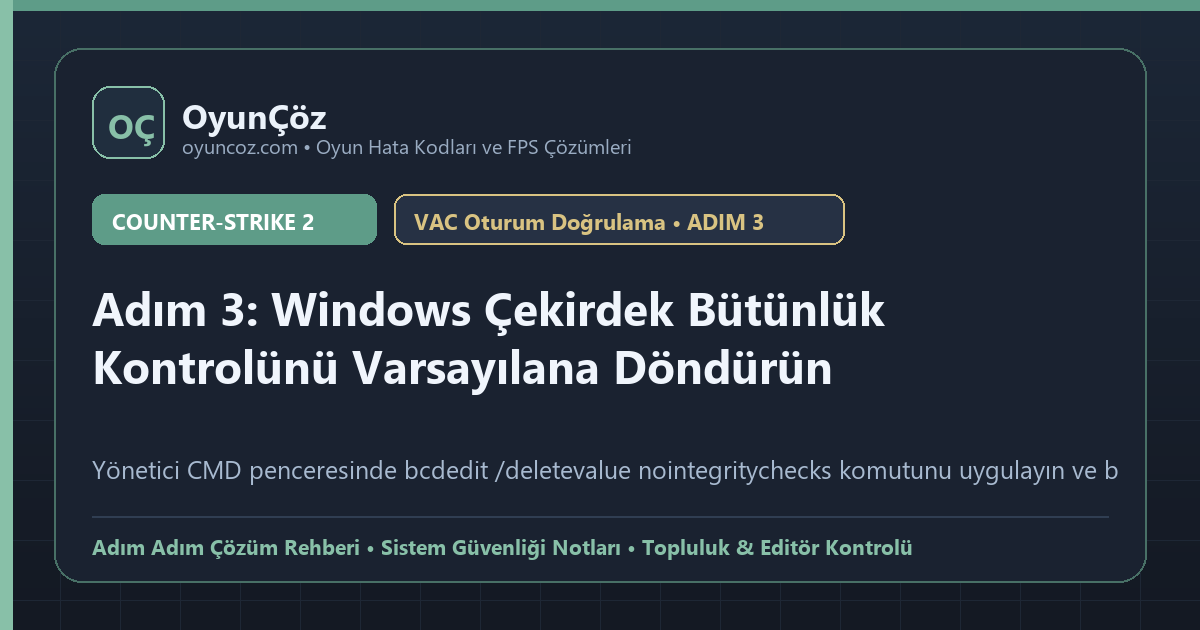 OÇ
OyunÇöz
oyuncoz.com • Oyun Hata Kodları ve FPS Çözümleri
COUNTER-STRIKE 2
VAC Oturum Doğrulama • ADIM 3
Adım 3: Windows Çekirdek Bütünlük
Kontrolünü Varsayılana Döndürün
Yönetici CMD penceresinde bcdedit /deletevalue nointegritychecks komutunu uygulayın ve b
Adım Adım Çözüm Rehberi • Sistem Güvenliği Notları • Topluluk & Editör Kontrolü